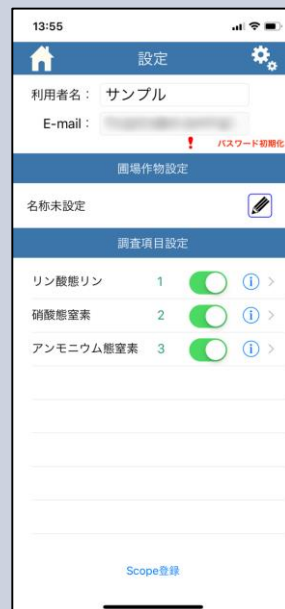 13:55
設定
利用者名： サンプル
E-mail：
パスワード初期化
圃場作物設定
名称未設定
調査項目設定
リン酸態リン 1
硝酸態窒素 2
アンモニウム態窒素 3
Scope登録